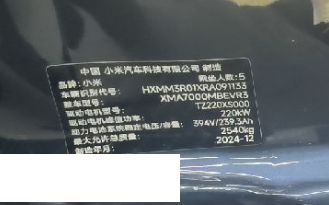 中国 小米汽车科技有限公司 制造
品牌：小米 乘坐人数：5
车辆识别代号： HXMM3R01XRA091133
整车型号： XMA7000MBEVR3
驱动电机型号： TZ220XS000
驱动电机峰值功率： 220kW
动力电池系统额定电压/容量： 394V/239.3Ah
最大允许总质量： 2540kg
制造年月： 2024-12